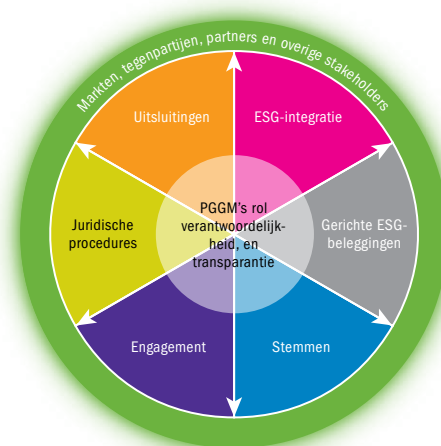 Markten, tegenpartijen, partners en overige stakeholders
Uitsluitingen
ESG-integratie
Juridische
procedures
PGGM's rol
verantwoordelijk-
heid, en
transparantie
Gerichte ESG-
beleggingen
Engagement
Stemmen